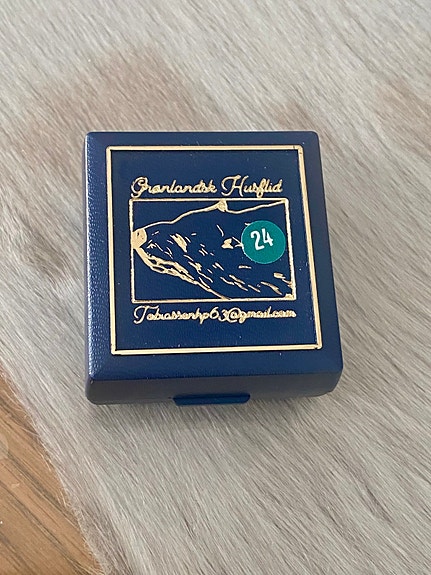 Grønlandsk Husflid
24
Tobiassenhp63@gmail.com